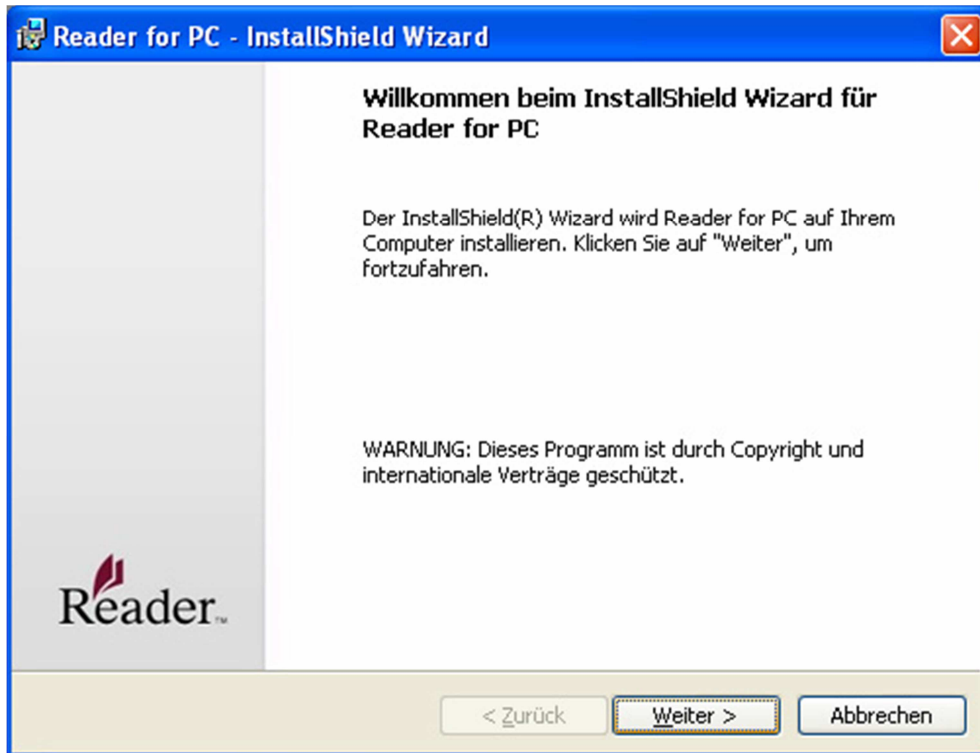 Reader for PC - InstallShield Wizard
Willkommen beim InstallShield Wizard für
Reader for PC
Der InstallShield(R) Wizard wird Reader for PC auf Ihrem
Computer installieren. Klicken Sie auf "Weiter", um
fortzufahren.
WARNUNG: Dieses Programm ist durch Copyright und
internationale Verträge geschützt.
Reader™
< Zurück
Weiter >
Abbrechen